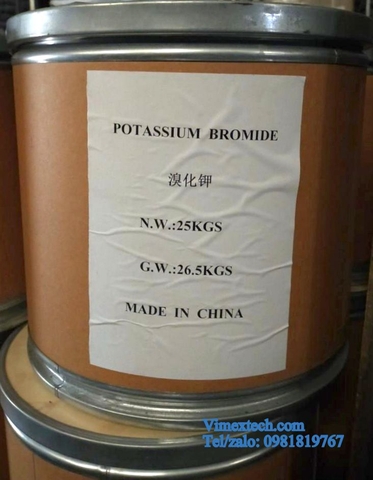 POTASSIUM BROMIDE
溴化钾
N.W.:25KGS
G.W.:26.5KGS
MADE IN CHINA
Vimextech.com
Tel/zalo: 0981819767